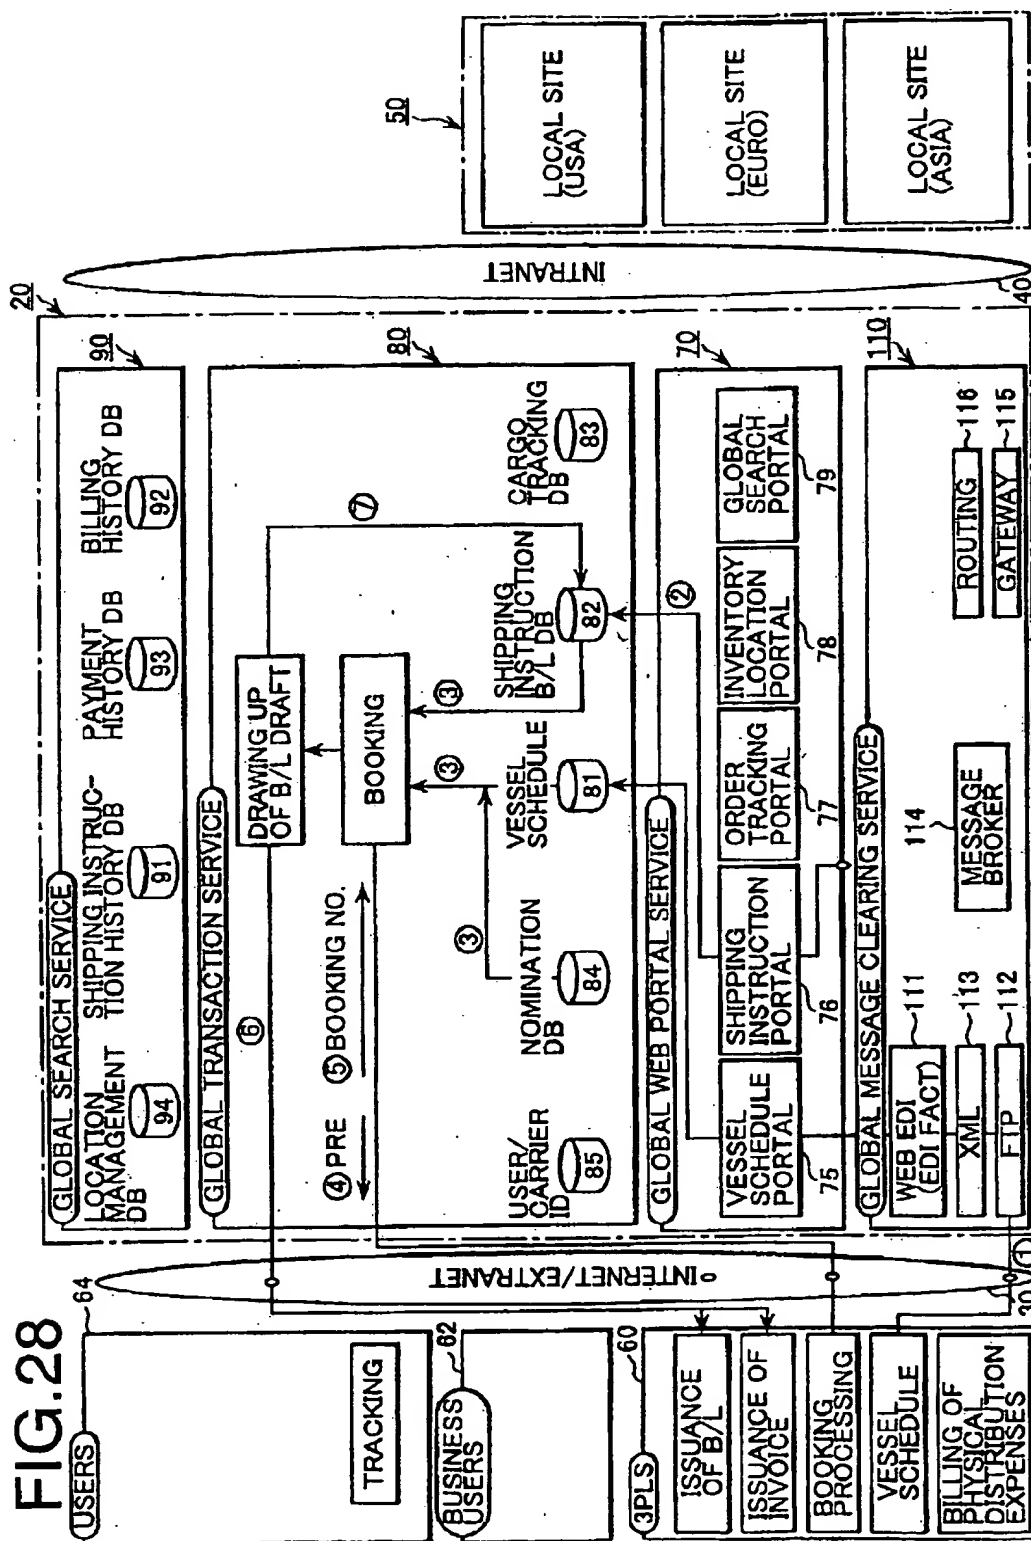 FIG.28
USERS
64
TRACKING
BUSINESS
USERS
62
3PLS
60
ISSUANCE
OF B/L
ISSUANCE OF
INVOICE
BOOKING
PROCESSING
VESSEL
SCHEDULE
BILLING OF
PHYSICAL
DISTRIBUTION
EXPENSES
INTERNET/EXTRANET
30
①
20
GLOBAL SEARCH SERVICE
90
LOCATION
MANAGEMENT
DB
94
SHIPPING INSTRUC-
TION HISTORY DB
91
PAYMENT
HISTORY DB
93
BILLING
HISTORY DB
92
GLOBAL TRANSACTION SERVICE
80
⑥
DRAWING UP
OF B/L DRAFT
⑦
④PRE
⑤BOOKING NO.
BOOKING
③
③
③
USER/
CARRIER
ID
85
NOMINATION
DB
84
VESSEL
SCHEDULE
81
SHIPPING
INSTRUCTION
B/L DB
82
CARGO
TRACKING
DB
83
②
GLOBAL WEB PORTAL SERVICE
70
VESSEL
SCHEDULE
PORTAL
75
SHIPPING
INSTRUCTION
PORTAL
76
ORDER
TRACKING
PORTAL
77
INVENTORY
LOCATION
PORTAL
78
GLOBAL
SEARCH
PORTAL
79
GLOBAL MESSAGE CLEARING SERVICE
110
WEB EDI
(EDI FACT)
111
XML
113
FTP
112
114
MESSAGE
BROKER
ROUTING
116
GATEWAY
115
INTRANET
40
50
LOCAL SITE
(USA)
LOCAL SITE
(EURO)
LOCAL SITE
(ASIA)